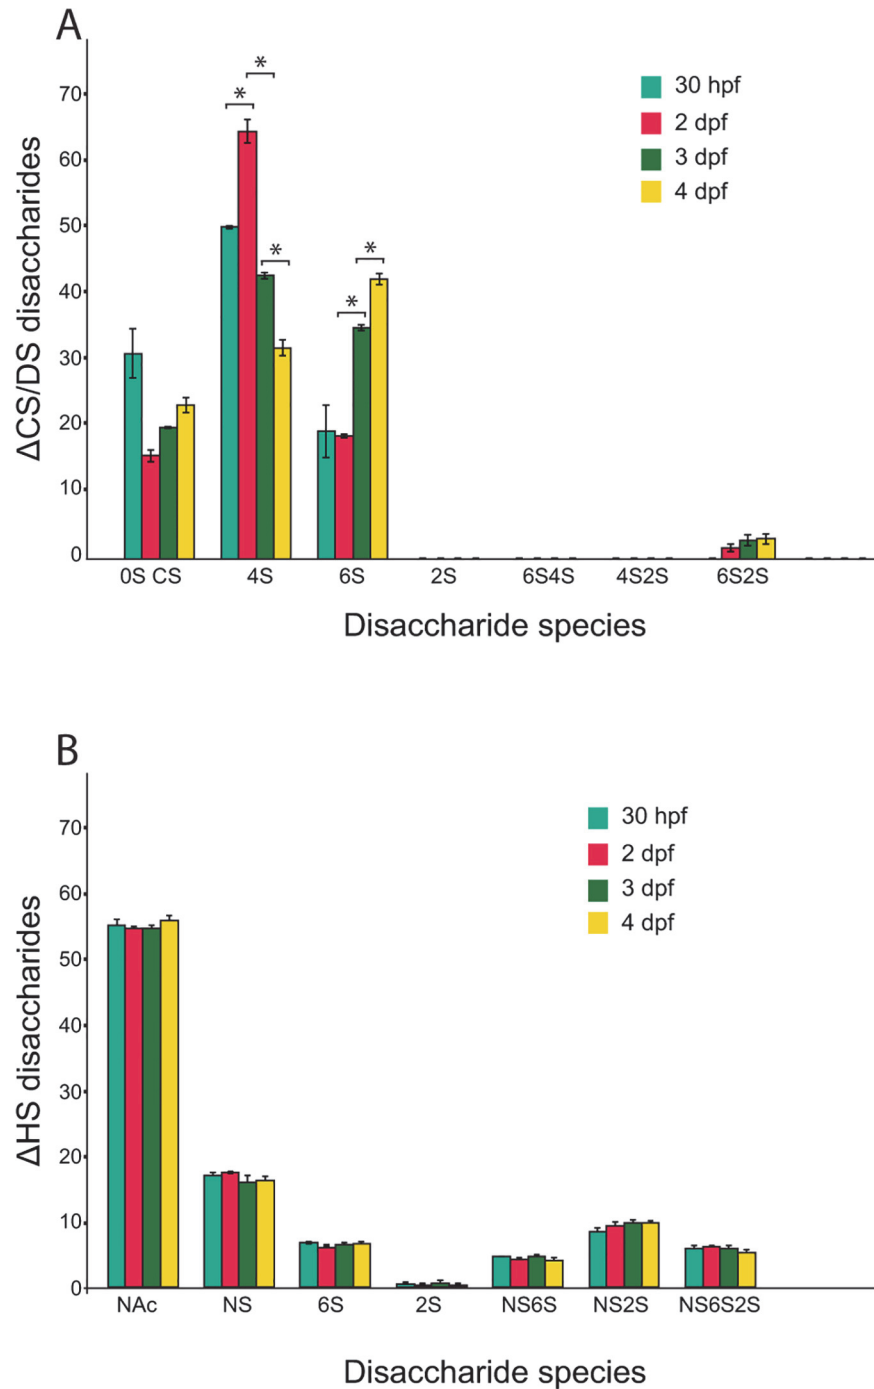 A
ΔCS/DS disaccharides
70
60
50
40
30
20
10
0
* *
*
*
*
30 hpf
2 dpf
3 dpf
4 dpf
0S CS 4S 6S 2S 6S4S 4S2S 6S2S
Disaccharide species
B
ΔHS disaccharides
70
60
50
40
30
20
10
0
30 hpf
2 dpf
3 dpf
4 dpf
NAc NS 6S 2S NS6S NS2S NS6S2S
Disaccharide species